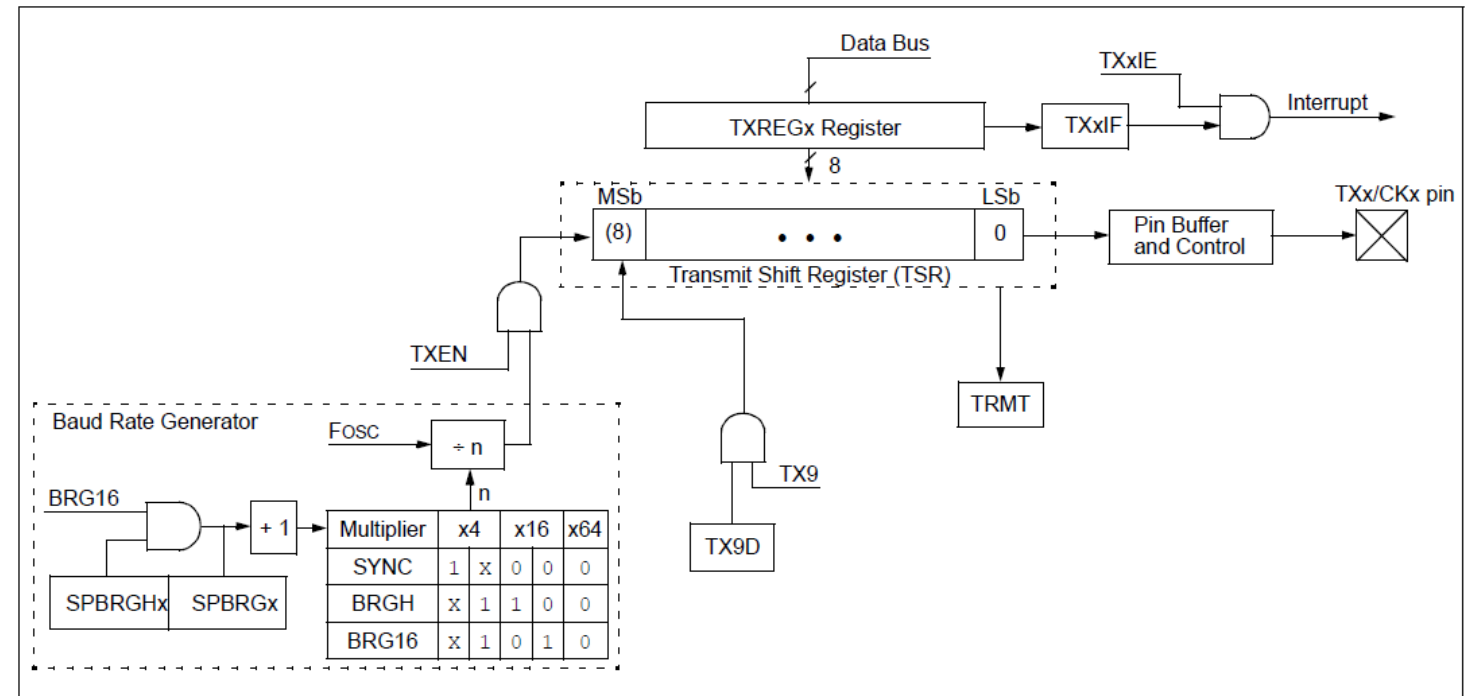 Data Bus
TXxIE
TXREGx Register
TXxIF
Interrupt
8
MSb
LSb
TXx/CKx pin
(8)
• • •
0
Pin Buffer
and Control
Transmit Shift Register (TSR)
TXEN
TRMT
Baud Rate Generator
FOSC
÷ n
TX9
n
BRG16
+ 1
Multiplier x4 x16 x64
TX9D
SYNC 1 X 0 0 0
SPBRGHx SPBRGx
BRGH X 1 1 0 0
BRG16 X 1 0 1 0